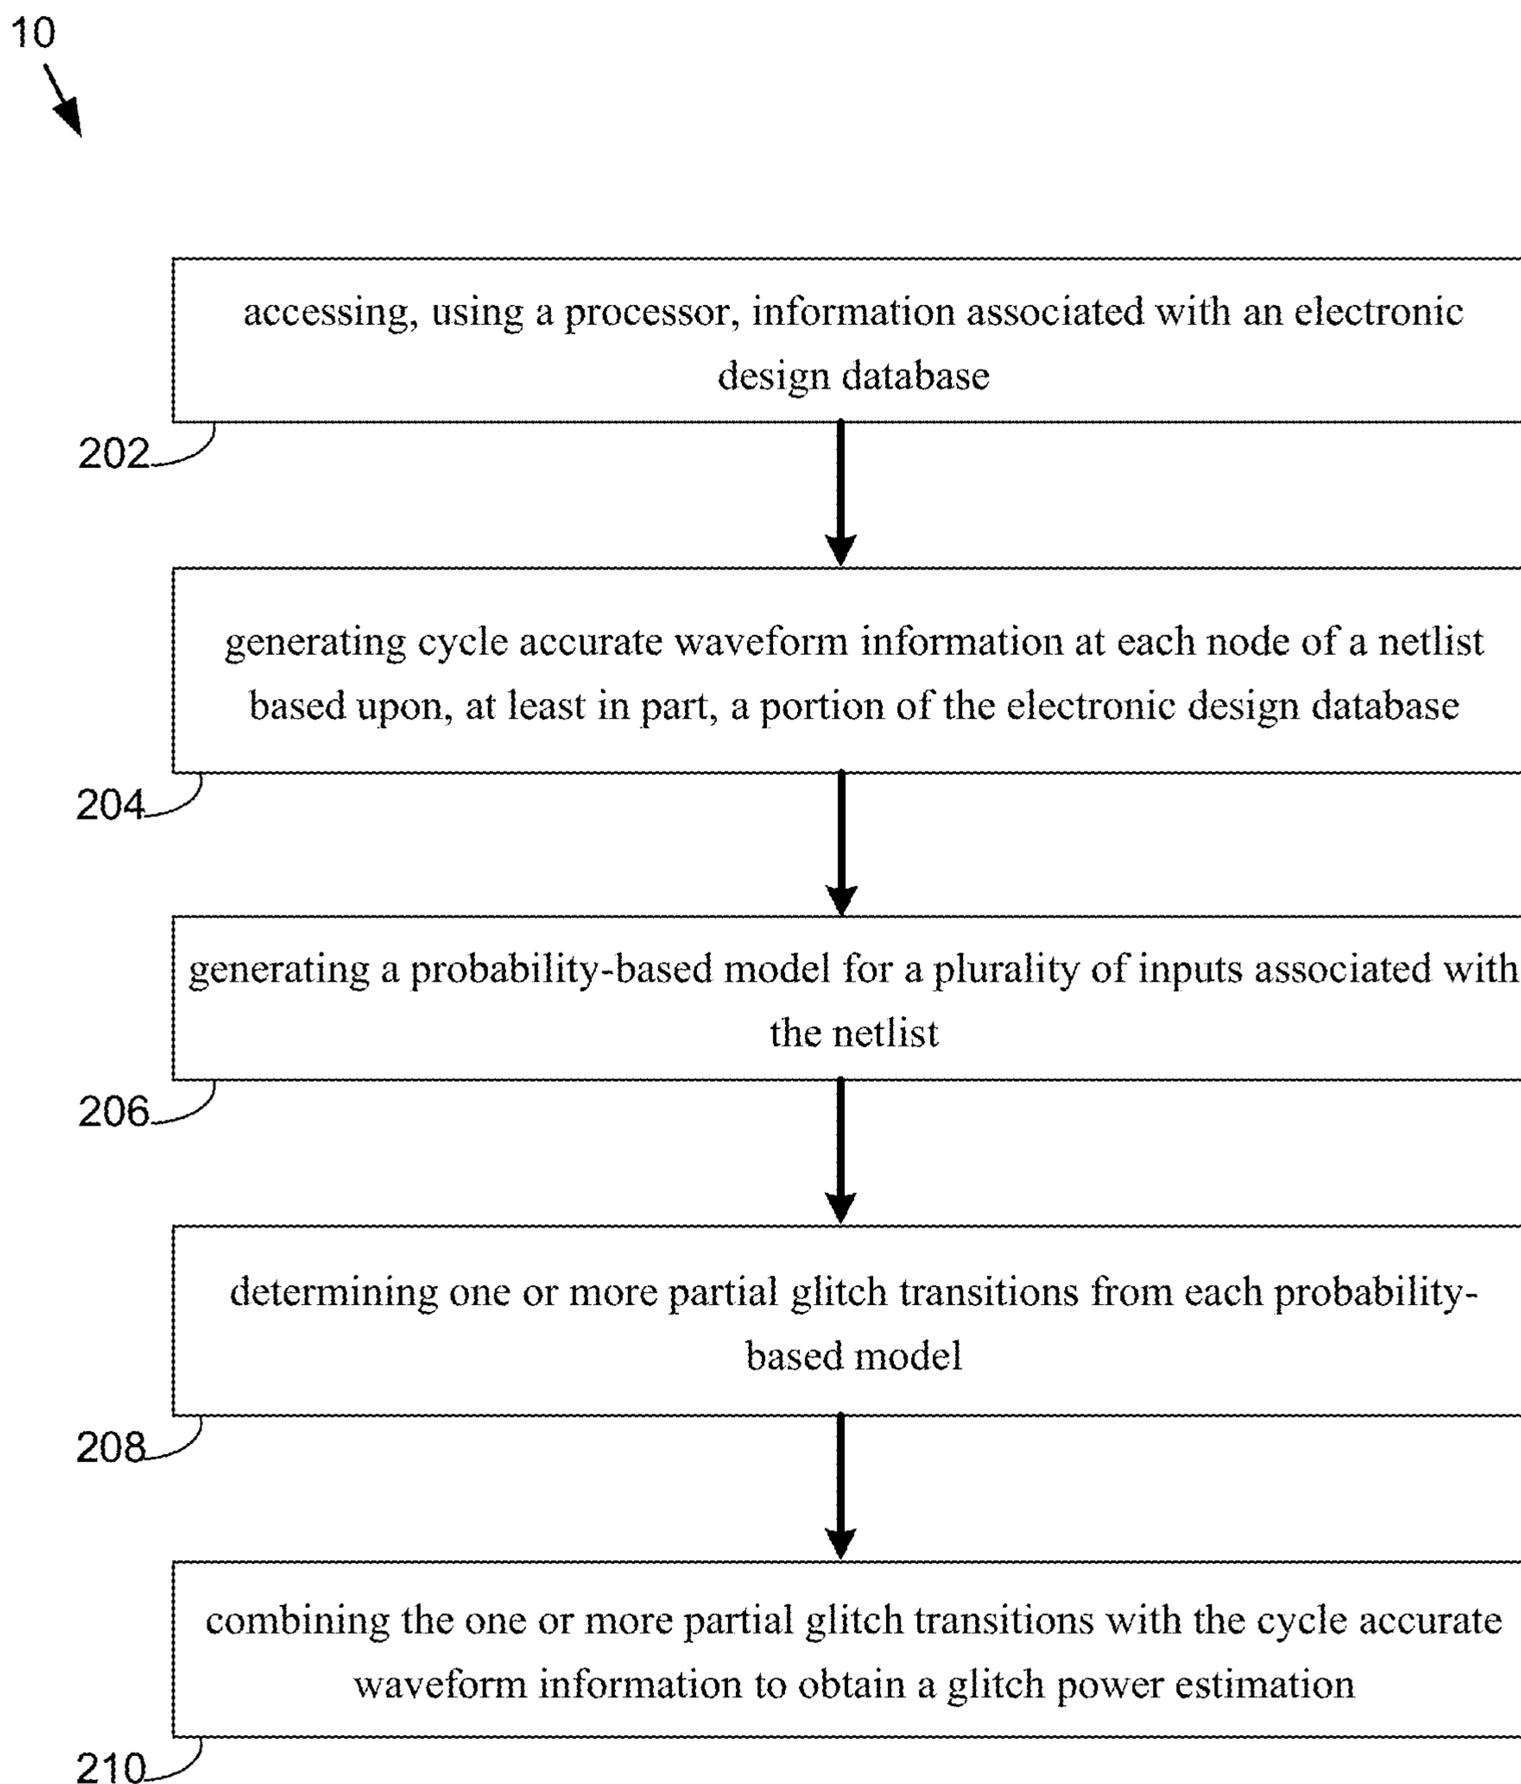 10
accessing, using a processor, information associated with an electronic
design database
202
generating cycle accurate waveform information at each node of a netlist
based upon, at least in part, a portion of the electronic design database
204
generating a probability-based model for a plurality of inputs associated with
the netlist
206
determining one or more partial glitch transitions from each probability-
based model
208
combining the one or more partial glitch transitions with the cycle accurate
waveform information to obtain a glitch power estimation
210